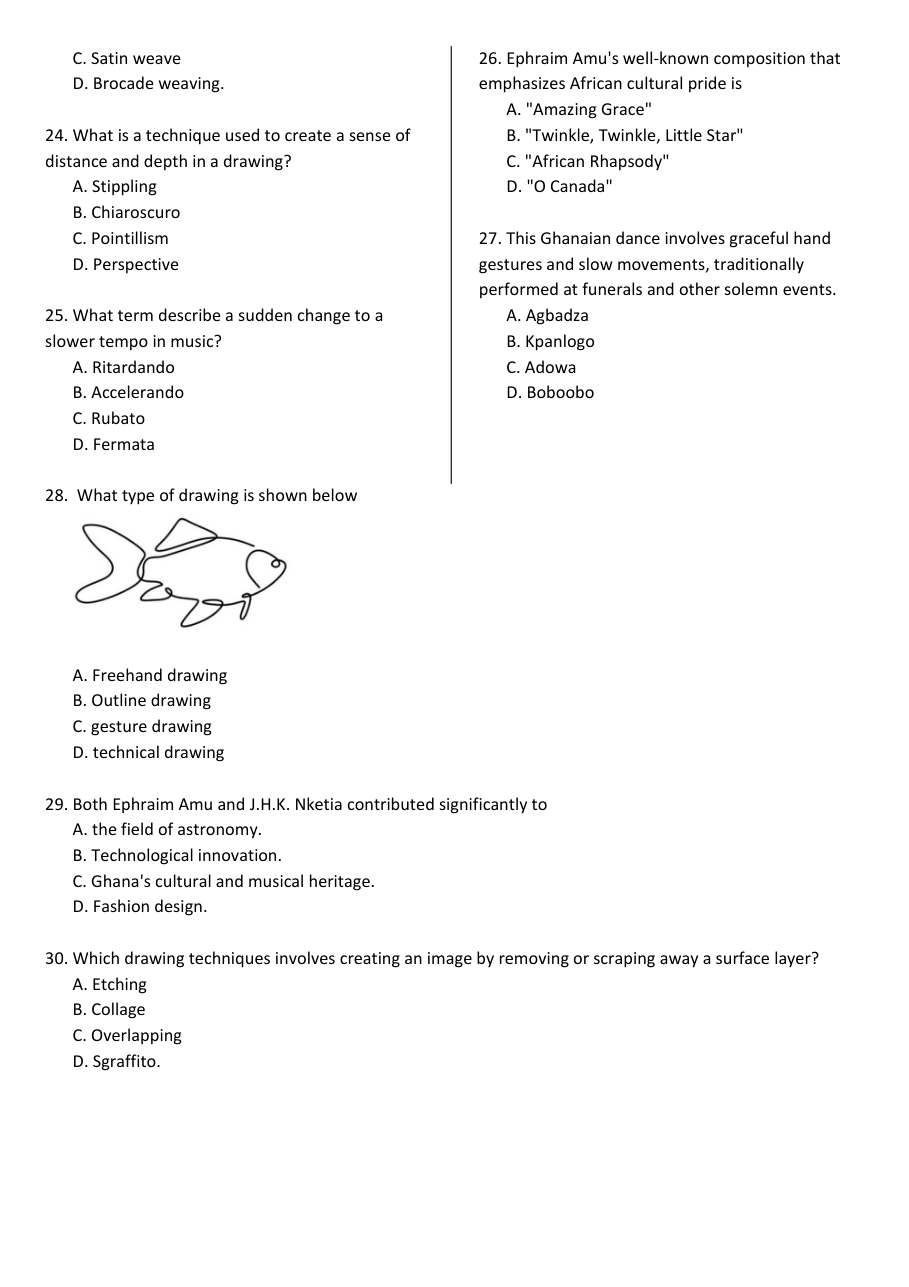 C. Satin weave
D. Brocade weaving.
24. What is a technique used to create a sense of
distance and depth in a drawing?
A. Stippling
B. Chiaroscuro
C. Pointillism
D. Perspective
25. What term describe a sudden change to a
slower tempo in music?
A. Ritardando
B. Accelerando
C. Rubato
D. Fermata
26. Ephraim Amu's well-known composition that
emphasizes African cultural pride is
A. "Amazing Grace"
B. "Twinkle, Twinkle, Little Star"
C. "African Rhapsody"
D. "O Canada"
27. This Ghanaian dance involves graceful hand
gestures and slow movements, traditionally
performed at funerals and other solemn events.
A. Agbadza
B. Kpanlogo
C. Adowa
D. Boboobo
28.  What type of drawing is shown below
A. Freehand drawing
B. Outline drawing
C. gesture drawing
D. technical drawing
29. Both Ephraim Amu and J.H.K. Nketia contributed significantly to
A. the field of astronomy.
B. Technological innovation.
C. Ghana's cultural and musical heritage.
D. Fashion design.
30. Which drawing techniques involves creating an image by removing or scraping away a surface layer?
A. Etching
B. Collage
C. Overlapping
D. Sgraffito.